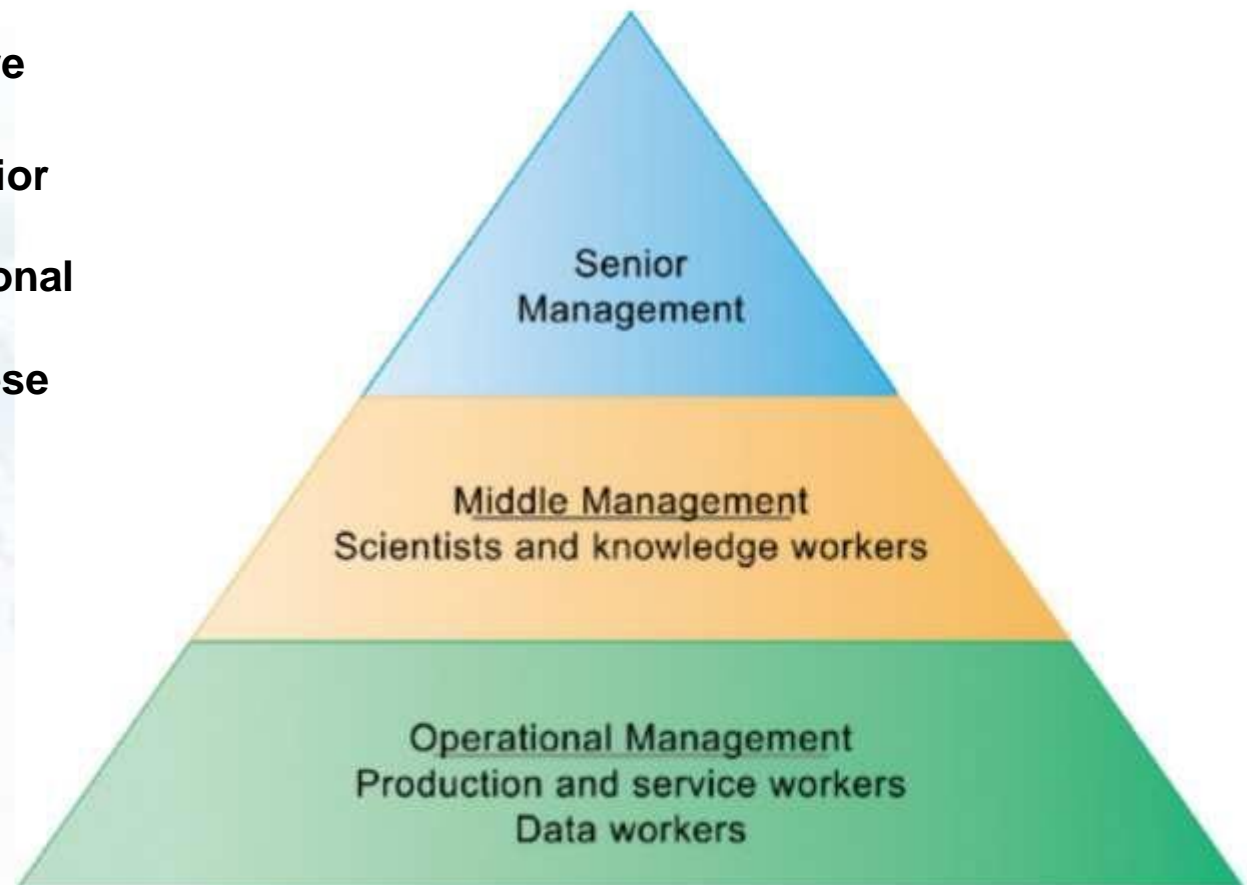 e
ior
onal
se
Senior
Management
Middle Management
Scientists and knowledge workers
Operational Management
Production and service workers
Data workers